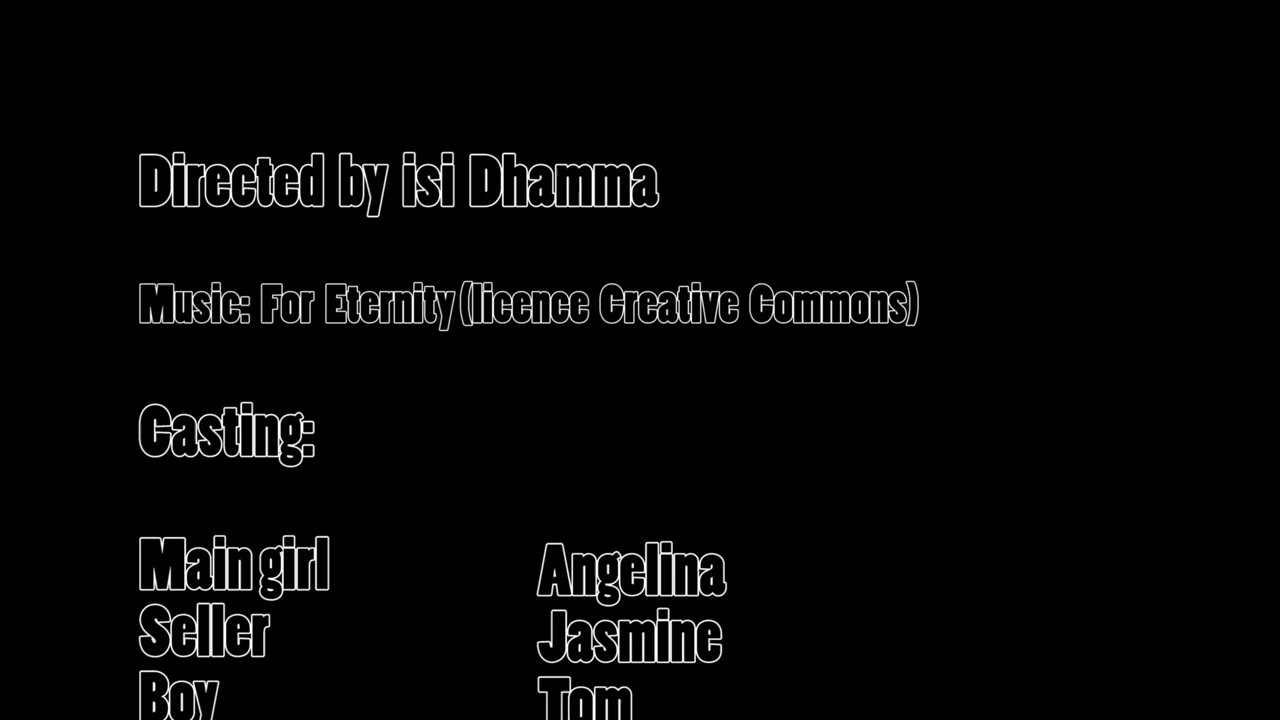 Directed by isi Dhamma
Music: For Eternity (licence Creative Commons)
Casting:
Main girl Angelina
Seller Jasmine
Boy Tom